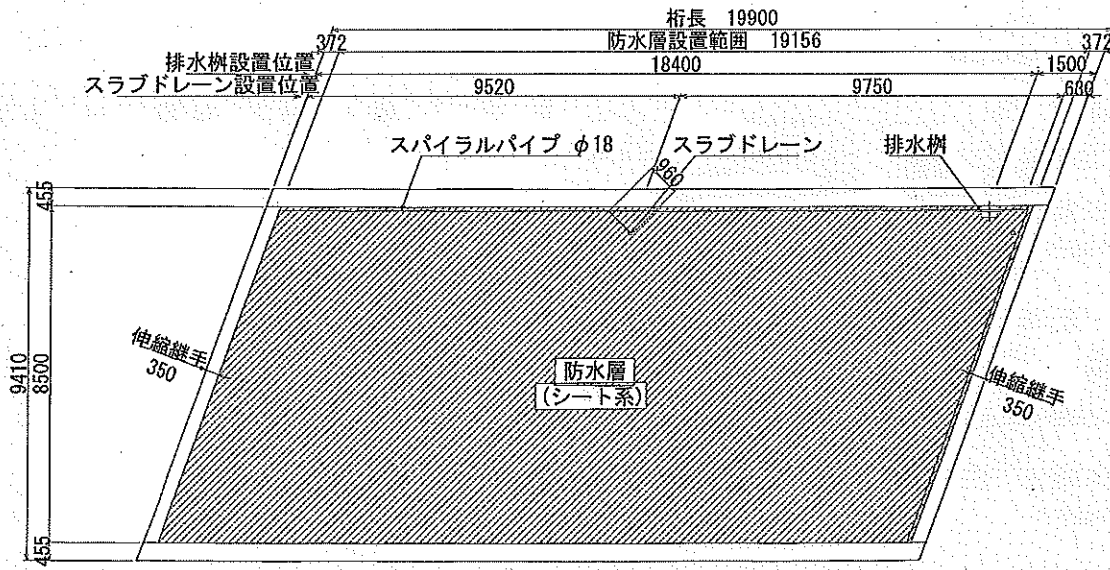 桁長 19900
372 防水層設置範囲 19156 372
排水桝設置位置 18400 1500
スラブドレーン設置位置 9520 9750 680
スパイラルパイプ φ18 スラブドレーン 排水桝
960
455
伸縮継手
350
9410
8500
防水層
(シート系)
伸縮継手
350
455